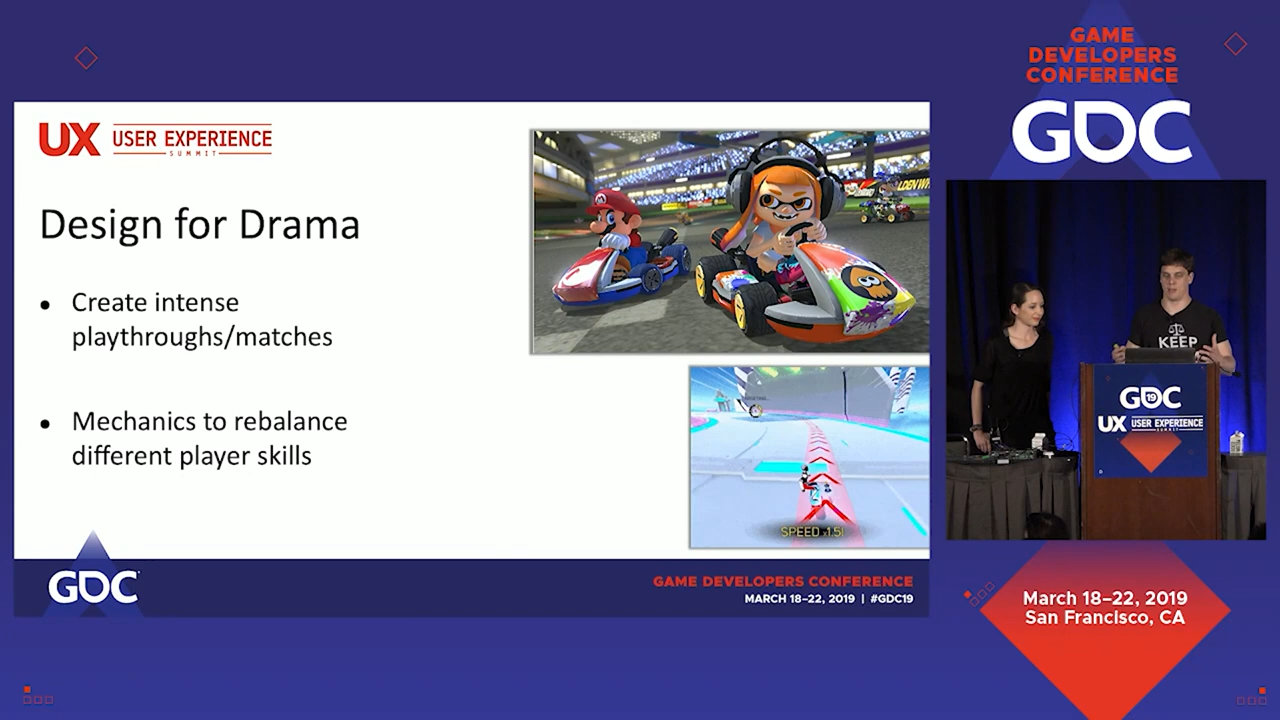 GAME
DEVELOPERS
CONFERENCE
GDC
UX USER EXPERIENCE
SUMMIT
Design for Drama
• Create intense
playthroughs/matches
• Mechanics to rebalance
different player skills
SPEED x1.5!
KEEP
GDC
19
UX USER EXPERIENCE
GDC
GAME DEVELOPERS CONFERENCE
MARCH 18–22, 2019 | #GDC19
March 18–22, 2019
San Francisco, CA